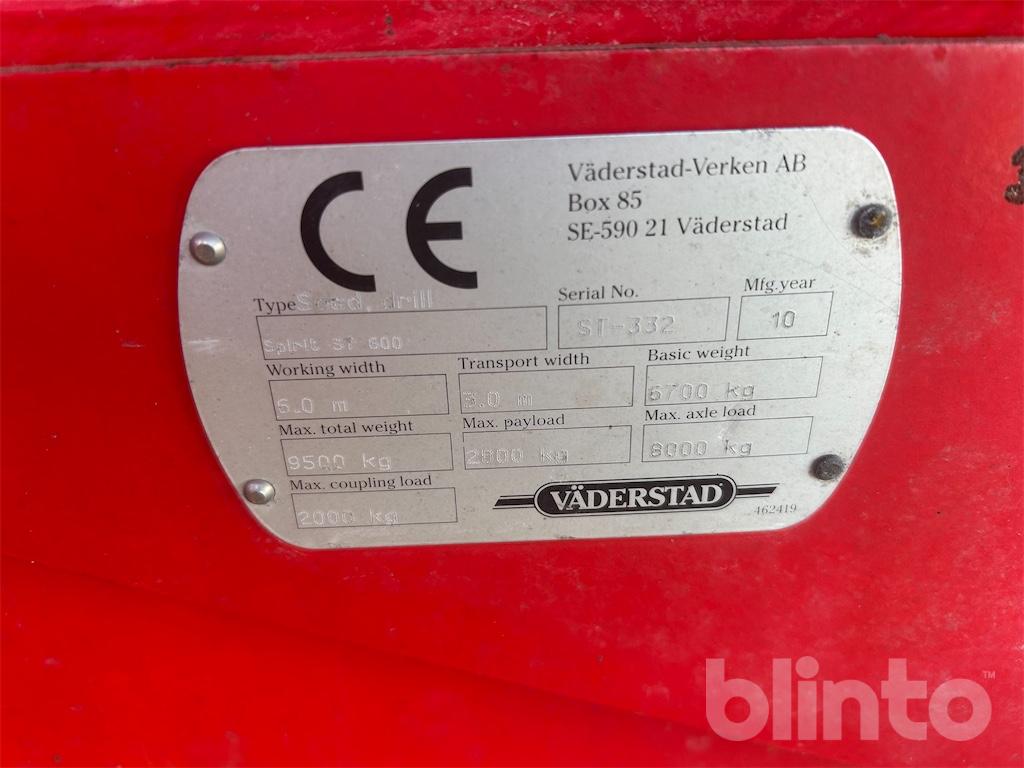 CE
Väderstad-Verken AB
Box 85
SE-590 21 Väderstad
Type Seed. drill
Spirit ST 600
Serial No.
ST-332
Mfg.year
10
Working width
6.0 m
Transport width
3.0 m
Basic weight
6700 kg
Max. total weight
9500 kg
Max. payload
2800 kg
Max. axle load
8000 kg
Max. coupling load
2000 kg
VÄDERSTAD
462419
blinto™